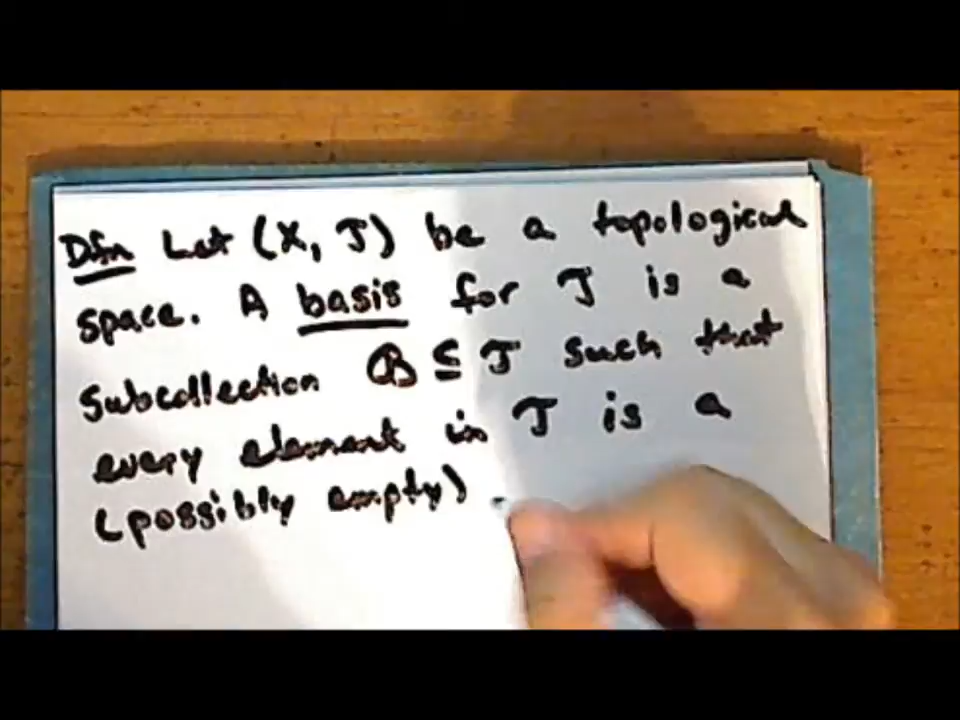 Dfn Let (X, T) be a topological
space. A basis for T is a
subcollection B ⊆ T such that
every element in T is a
(possibly empty)